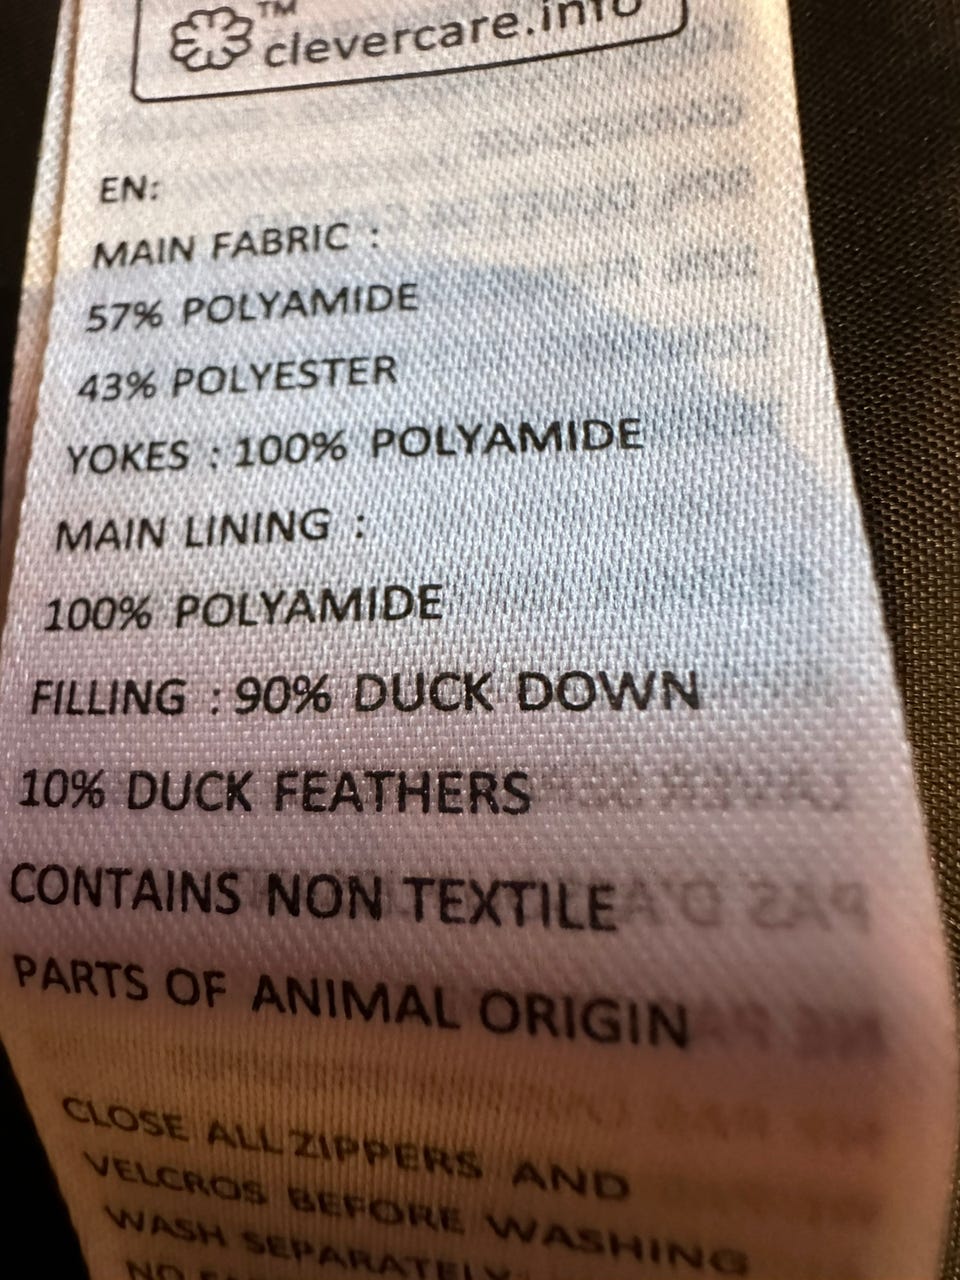 TM
clevercare.info
EN:
MAIN FABRIC :
57% POLYAMIDE
43% POLYESTER
YOKES : 100% POLYAMIDE
MAIN LINING :
100% POLYAMIDE
FILLING : 90% DUCK DOWN
10% DUCK FEATHERS
CONTAINS NON TEXTILE
PARTS OF ANIMAL ORIGIN
CLOSE ALL ZIPPERS AND
VELCROS BEFORE WASHING
WASH SEPARATELY
NO